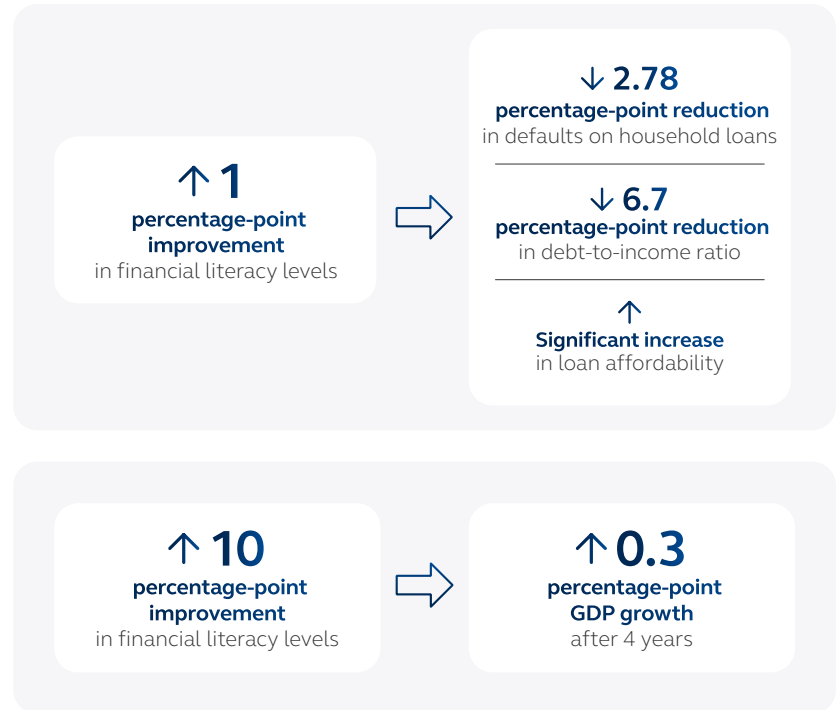 ↑ 1
percentage-point
improvement
in financial literacy levels
↓ 2.78
percentage-point reduction
in defaults on household loans
↓ 6.7
percentage-point reduction
in debt-to-income ratio
↑
Significant increase
in loan affordability
↑ 10
percentage-point
improvement
in financial literacy levels
↑ 0.3
percentage-point
GDP growth
after 4 years